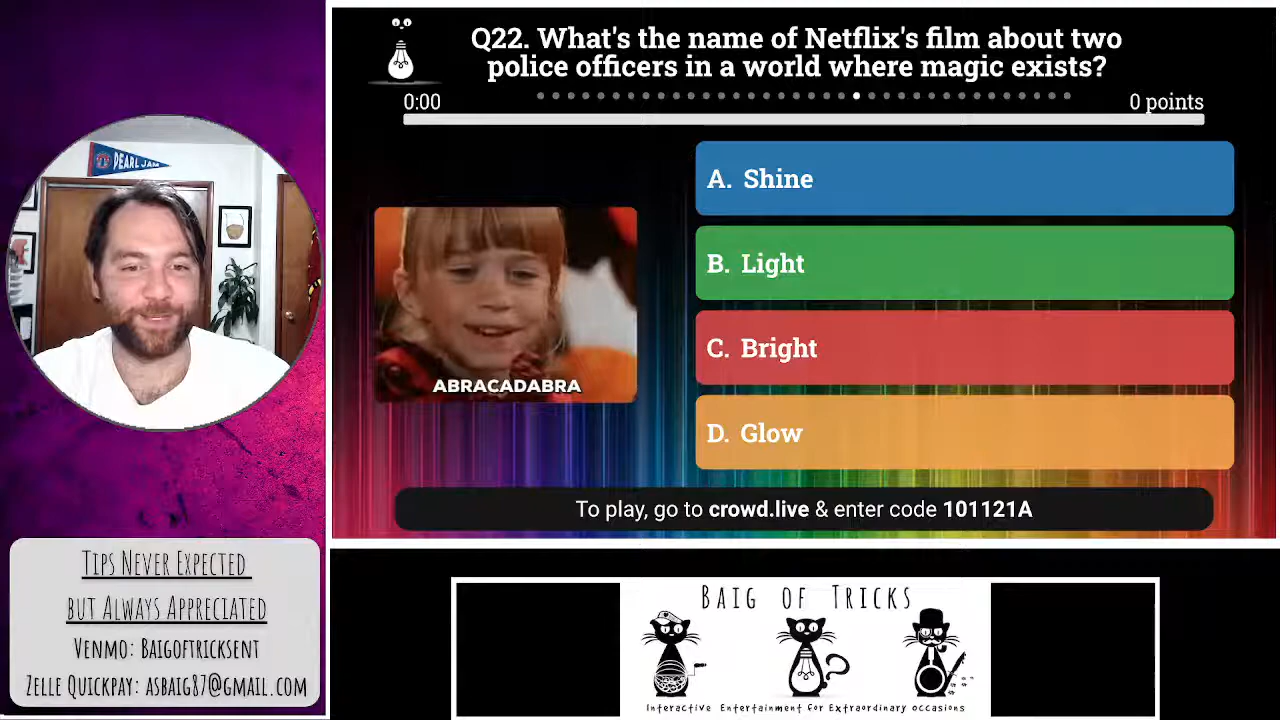 PEARL JAM
Q22. What's the name of Netflix's film about two
police officers in a world where magic exists?
0:00
0 points
A. Shine
B. Light
C. Bright
D. Glow
ABRACADABRA
To play, go to crowd.live & enter code 101121A
Tips Never Expected
but Always Appreciated
Venmo: Baigoftricksent
Zelle Quickpay: asbaig87@gmail.com
Baig of Tricks
Interactive Entertainment for Extraordinary occasions